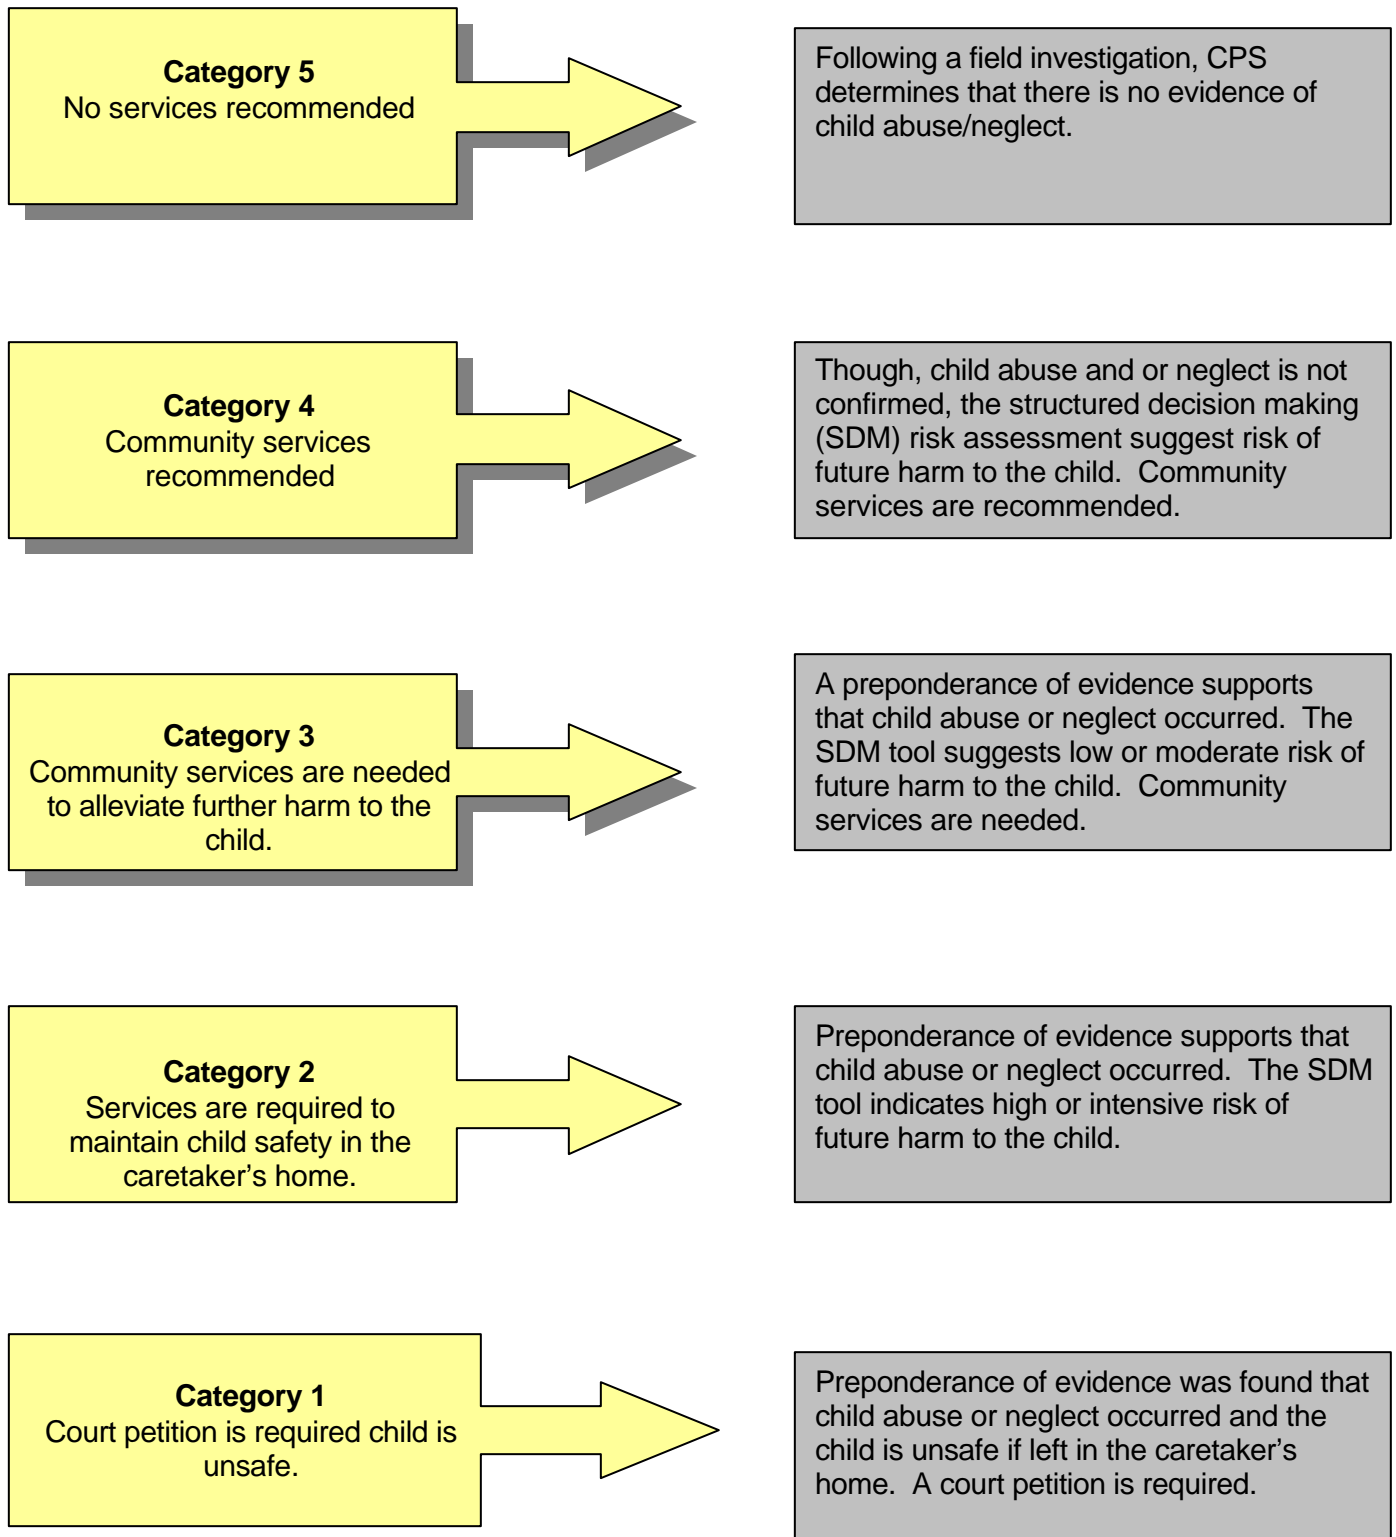 Category 5
No services recommended
Following a field investigation, CPS
determines that there is no evidence of
child abuse/neglect.
Category 4
Community services
recommended
Though, child abuse and or neglect is not
confirmed, the structured decision making
(SDM) risk assessment suggest risk of
future harm to the child.  Community
services are recommended.
Category 3
Community services are needed
to alleviate further harm to the
child.
A preponderance of evidence supports
that child abuse or neglect occurred.  The
SDM tool suggests low or moderate risk of
future harm to the child.  Community
services are needed.
Category 2
Services are required to
maintain child safety in the
caretaker’s home.
Preponderance of evidence supports that
child abuse or neglect occurred.  The SDM
tool indicates high or intensive risk of
future harm to the child.
Category 1
Court petition is required child is
unsafe.
Preponderance of evidence was found that
child abuse or neglect occurred and the
child is unsafe if left in the caretaker’s
home.  A court petition is required.